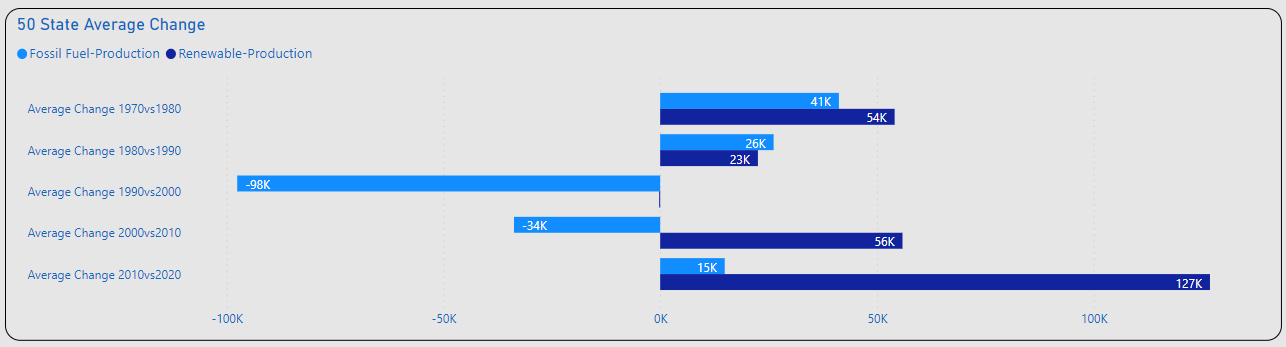 50 State Average Change
Fossil Fuel-Production Renewable-Production
Average Change 1970vs1980
41K
54K
Average Change 1980vs1990
26K
23K
Average Change 1990vs2000
-98K
Average Change 2000vs2010
-34K
56K
Average Change 2010vs2020
15K
127K
-100K -50K 0K 50K 100K